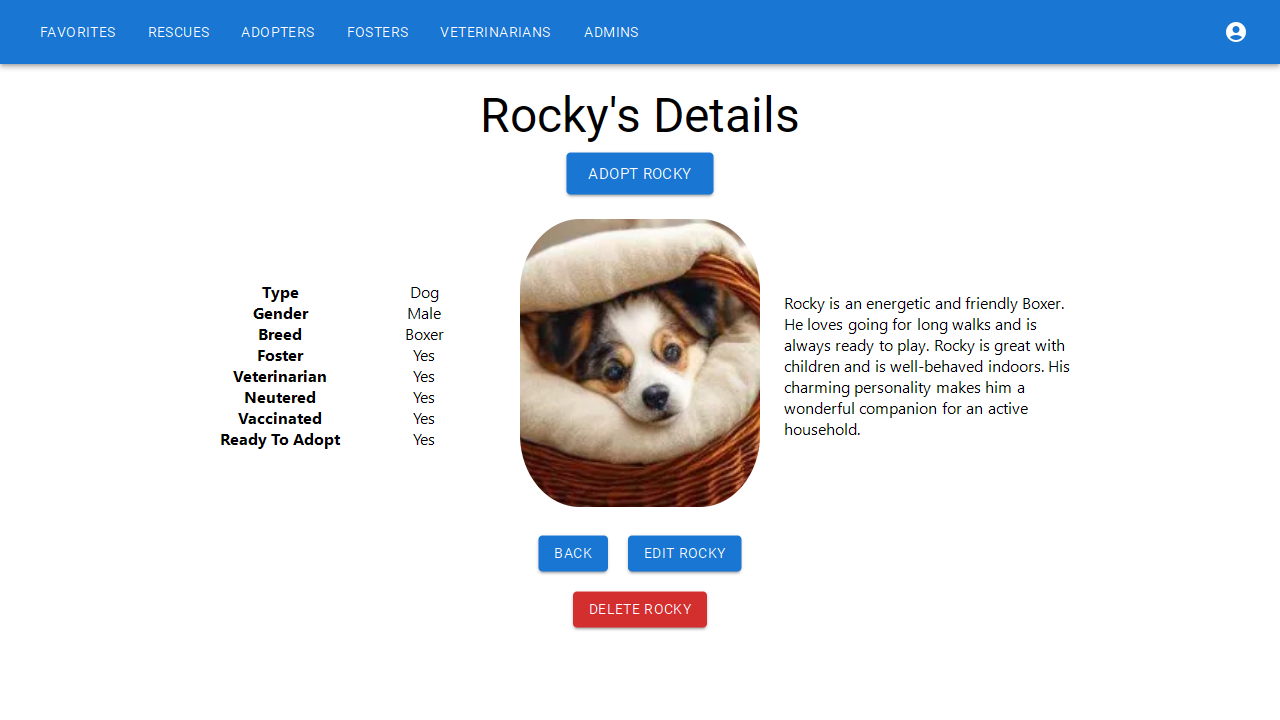 FAVORITES RESCUES ADOPTERS FOSTERS VETERINARIANS ADMINS
Rocky's Details
ADOPT ROCKY
Type Dog
Gender Male
Breed Boxer
Foster Yes
Veterinarian Yes
Neutered Yes
Vaccinated Yes
Ready To Adopt Yes
Rocky is an energetic and friendly Boxer.
He loves going for long walks and is
always ready to play. Rocky is great with
children and is well-behaved indoors. His
charming personality makes him a
wonderful companion for an active
household.
BACK EDIT ROCKY
DELETE ROCKY